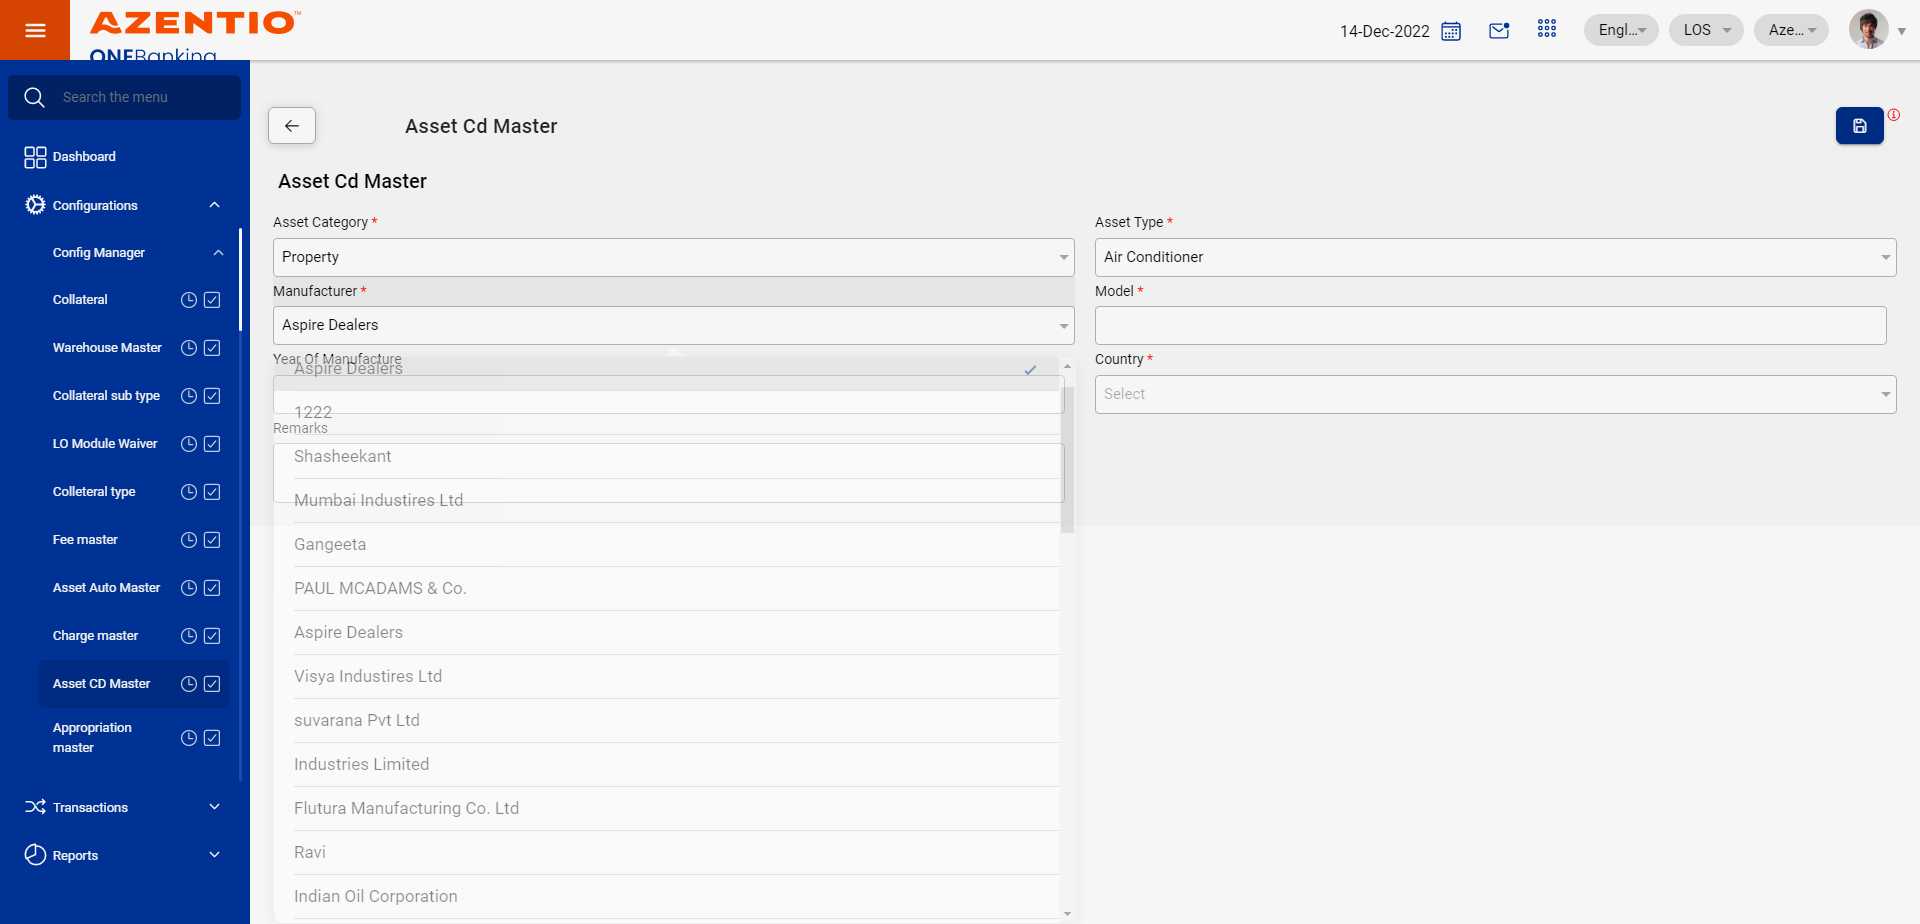 AZENTIO™
ONEBanking
14-Dec-2022
Engl...
LOS
Aze...
Search the menu
Dashboard
Configurations
Config Manager
Collateral
Warehouse Master
Collateral sub type
LO Module Waiver
Colleteral type
Fee master
Asset Auto Master
Charge master
Asset CD Master
Appropriation
master
Transactions
Reports
Asset Cd Master
Asset Cd Master
Asset Category *
Property
Asset Type *
Air Conditioner
Manufacturer *
Aspire Dealers
Model *
Year Of Manufacture
Country *
Select
Remarks
Aspire Dealers
1222
Shasheekant
Mumbai Industires Ltd
Gangeeta
PAUL MCADAMS & Co.
Aspire Dealers
Visya Industires Ltd
suvarana Pvt Ltd
Industries Limited
Flutura Manufacturing Co. Ltd
Ravi
Indian Oil Corporation